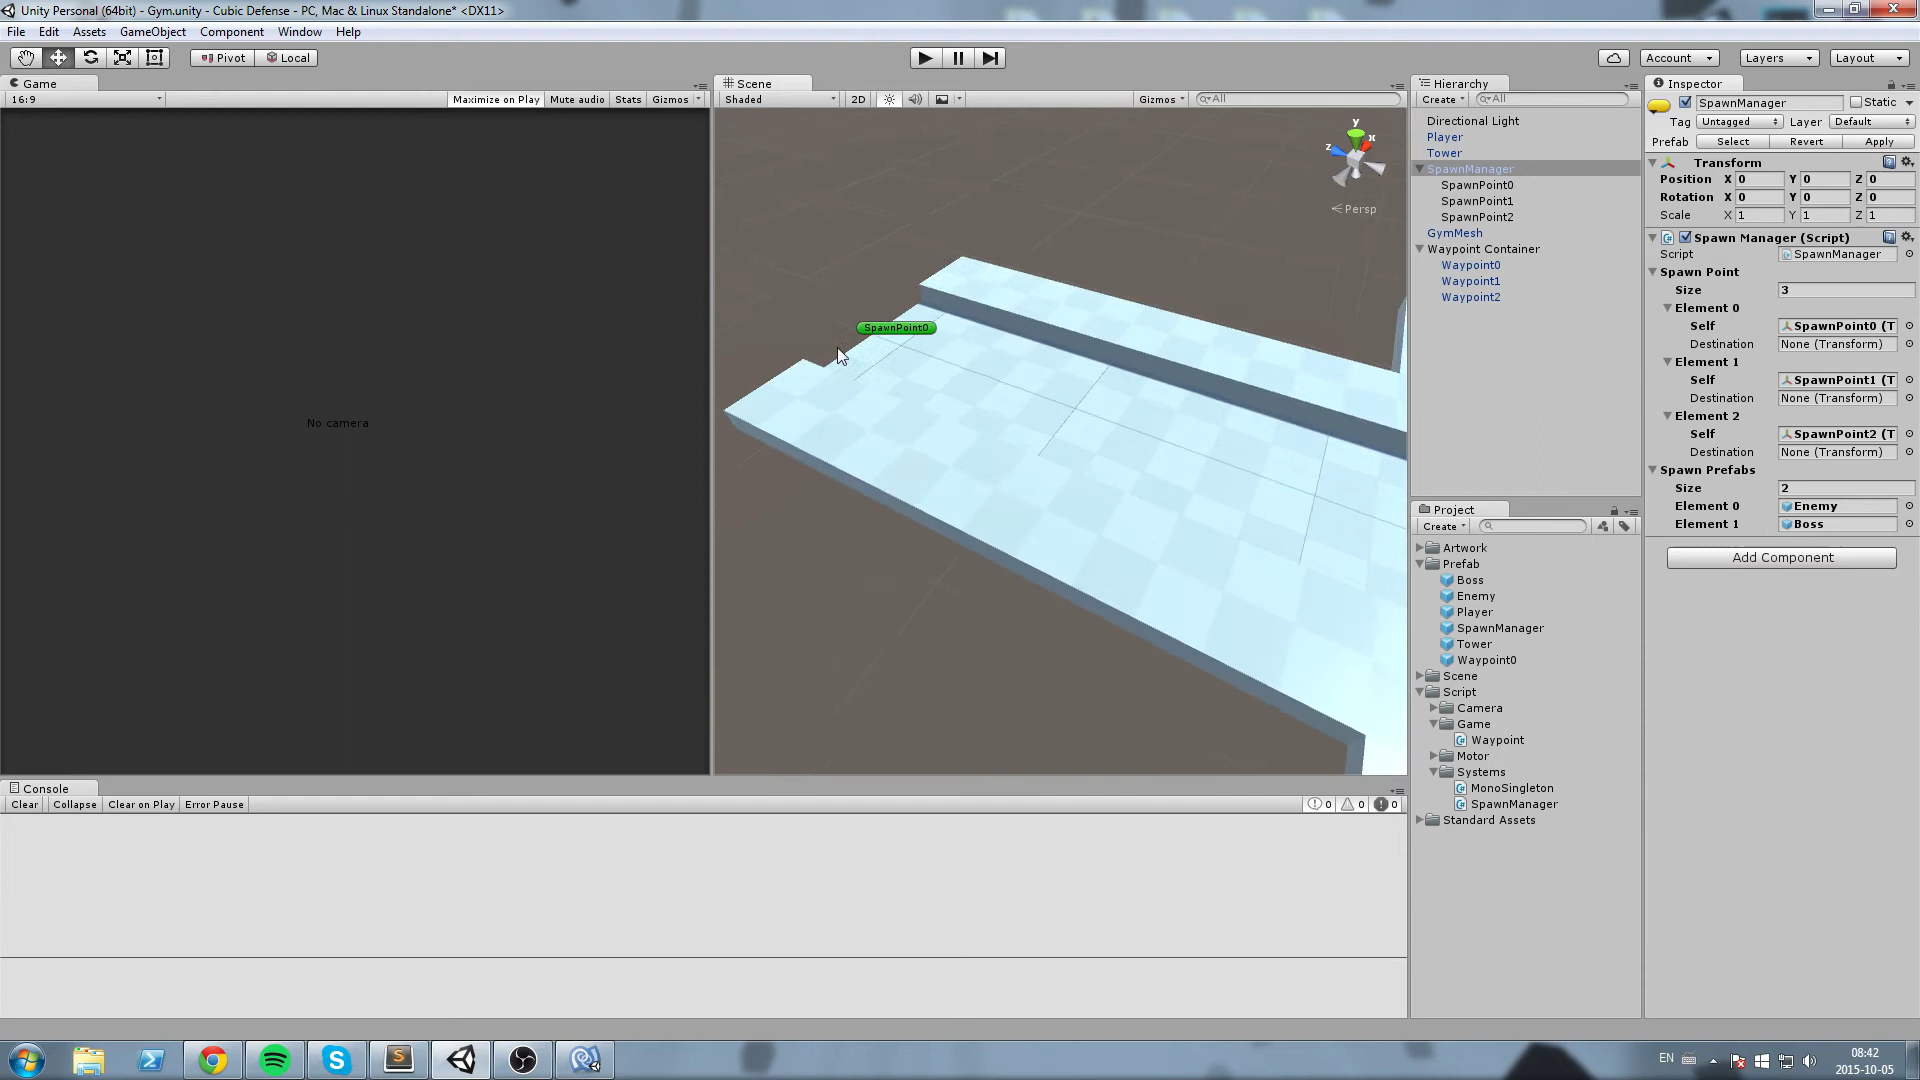 Unity Personal (64bit) - Gym.unity - Cubic Defense - PC, Mac & Linux Standalone* <DX11>
File Edit Assets GameObject Component Window Help
Pivot Local Account Layers Layout
Game
16:9 Maximize on Play Mute audio Stats Gizmos
No camera
Scene
Shaded 2D Gizmos All
y
x
z
Persp
SpawnPoint0
Hierarchy
Create All
Directional Light
Player
Tower
SpawnManager
SpawnPoint0
SpawnPoint1
SpawnPoint2
GymMesh
Waypoint Container
Waypoint0
Waypoint1
Waypoint2
Project
Create
Artwork
Prefab
Boss
Enemy
Player
SpawnManager
Tower
Waypoint0
Scene
Script
Camera
Game
Waypoint
Motor
Systems
MonoSingleton
SpawnManager
Standard Assets
Inspector
SpawnManager Static
Tag Untagged Layer Default
Prefab Select Revert Apply
Transform
Position X 0 Y 0 Z 0
Rotation X 0 Y 0 Z 0
Scale X 1 Y 1 Z 1
Spawn Manager (Script)
Script SpawnManager
Spawn Point
Size 3
Element 0
Self SpawnPoint0 (T
Destination None (Transform)
Element 1
Self SpawnPoint1 (T
Destination None (Transform)
Element 2
Self SpawnPoint2 (T
Destination None (Transform)
Spawn Prefabs
Size 2
Element 0 Enemy
Element 1 Boss
Add Component
Console
Clear Collapse Clear on Play Error Pause 0 0 0
EN
08:42
2015-10-05